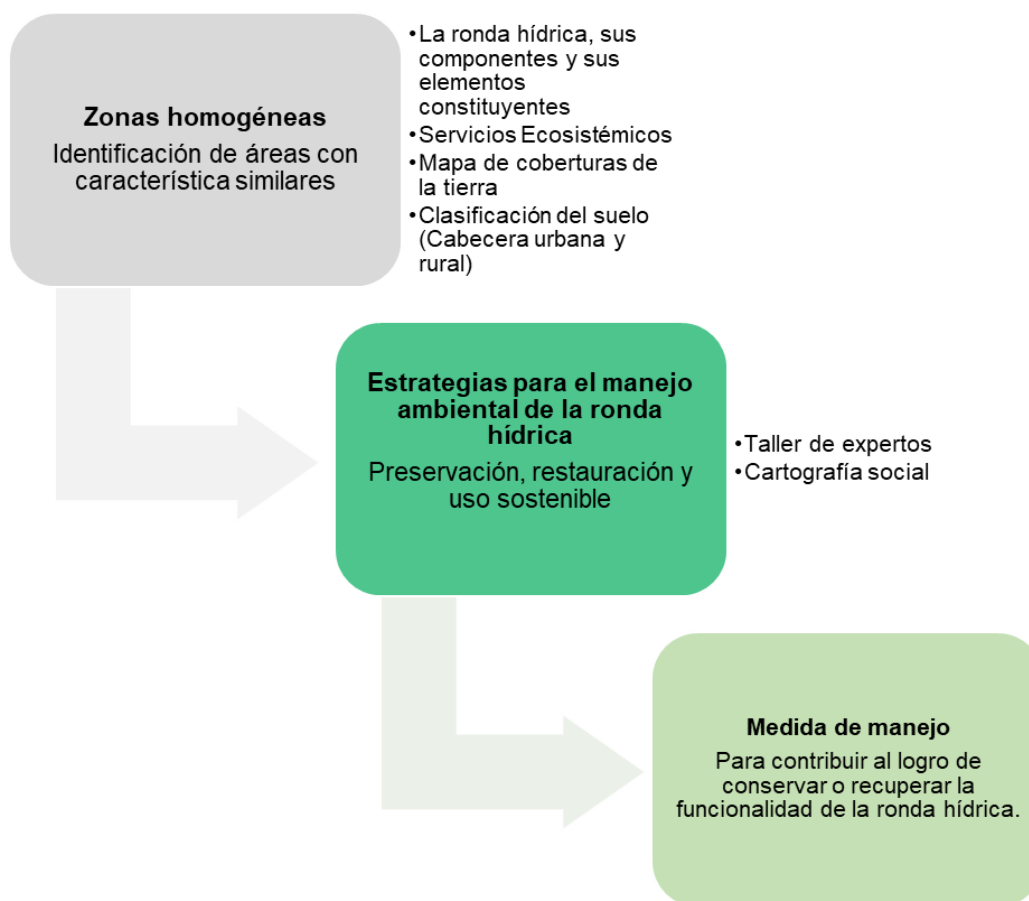 Zonas homogéneas
Identificación de áreas con
característica similares
•La ronda hídrica, sus
componentes y sus
elementos
constituyentes
•Servicios Ecosistémicos
•Mapa de coberturas de
la tierra
•Clasificación del suelo
(Cabecera urbana y
rural)
Estrategias para el manejo
ambiental de la ronda
hídrica
Preservación, restauración y
uso sostenible
•Taller de expertos
•Cartografía social
Medida de manejo
Para contribuir al logro de
conservar o recuperar la
funcionalidad de la ronda hídrica.